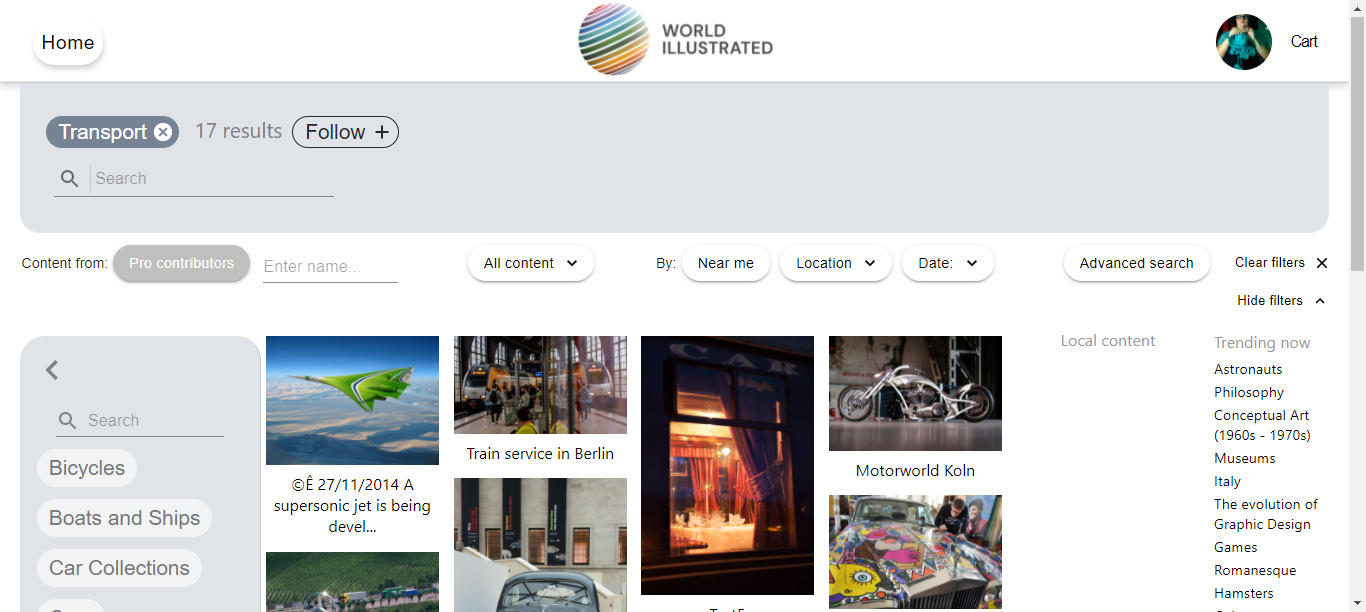 Home
WORLD
ILLUSTRATED
Cart
Transport
17 results
Follow +
Search
Content from:
Pro contributors
Enter name...
All content
By:
Near me
Location
Date:
Advanced search
Clear filters
Hide filters
Search
Bicycles
Boats and Ships
Car Collections
©Ê 27/11/2014 A
supersonic jet is being
devel...
Train service in Berlin
CAR
Motorworld Koln
Local content
Trending now
Astronauts
Philosophy
Conceptual Art
(1960s - 1970s)
Museums
Italy
The evolution of
Graphic Design
Games
Romanesque
Hamsters